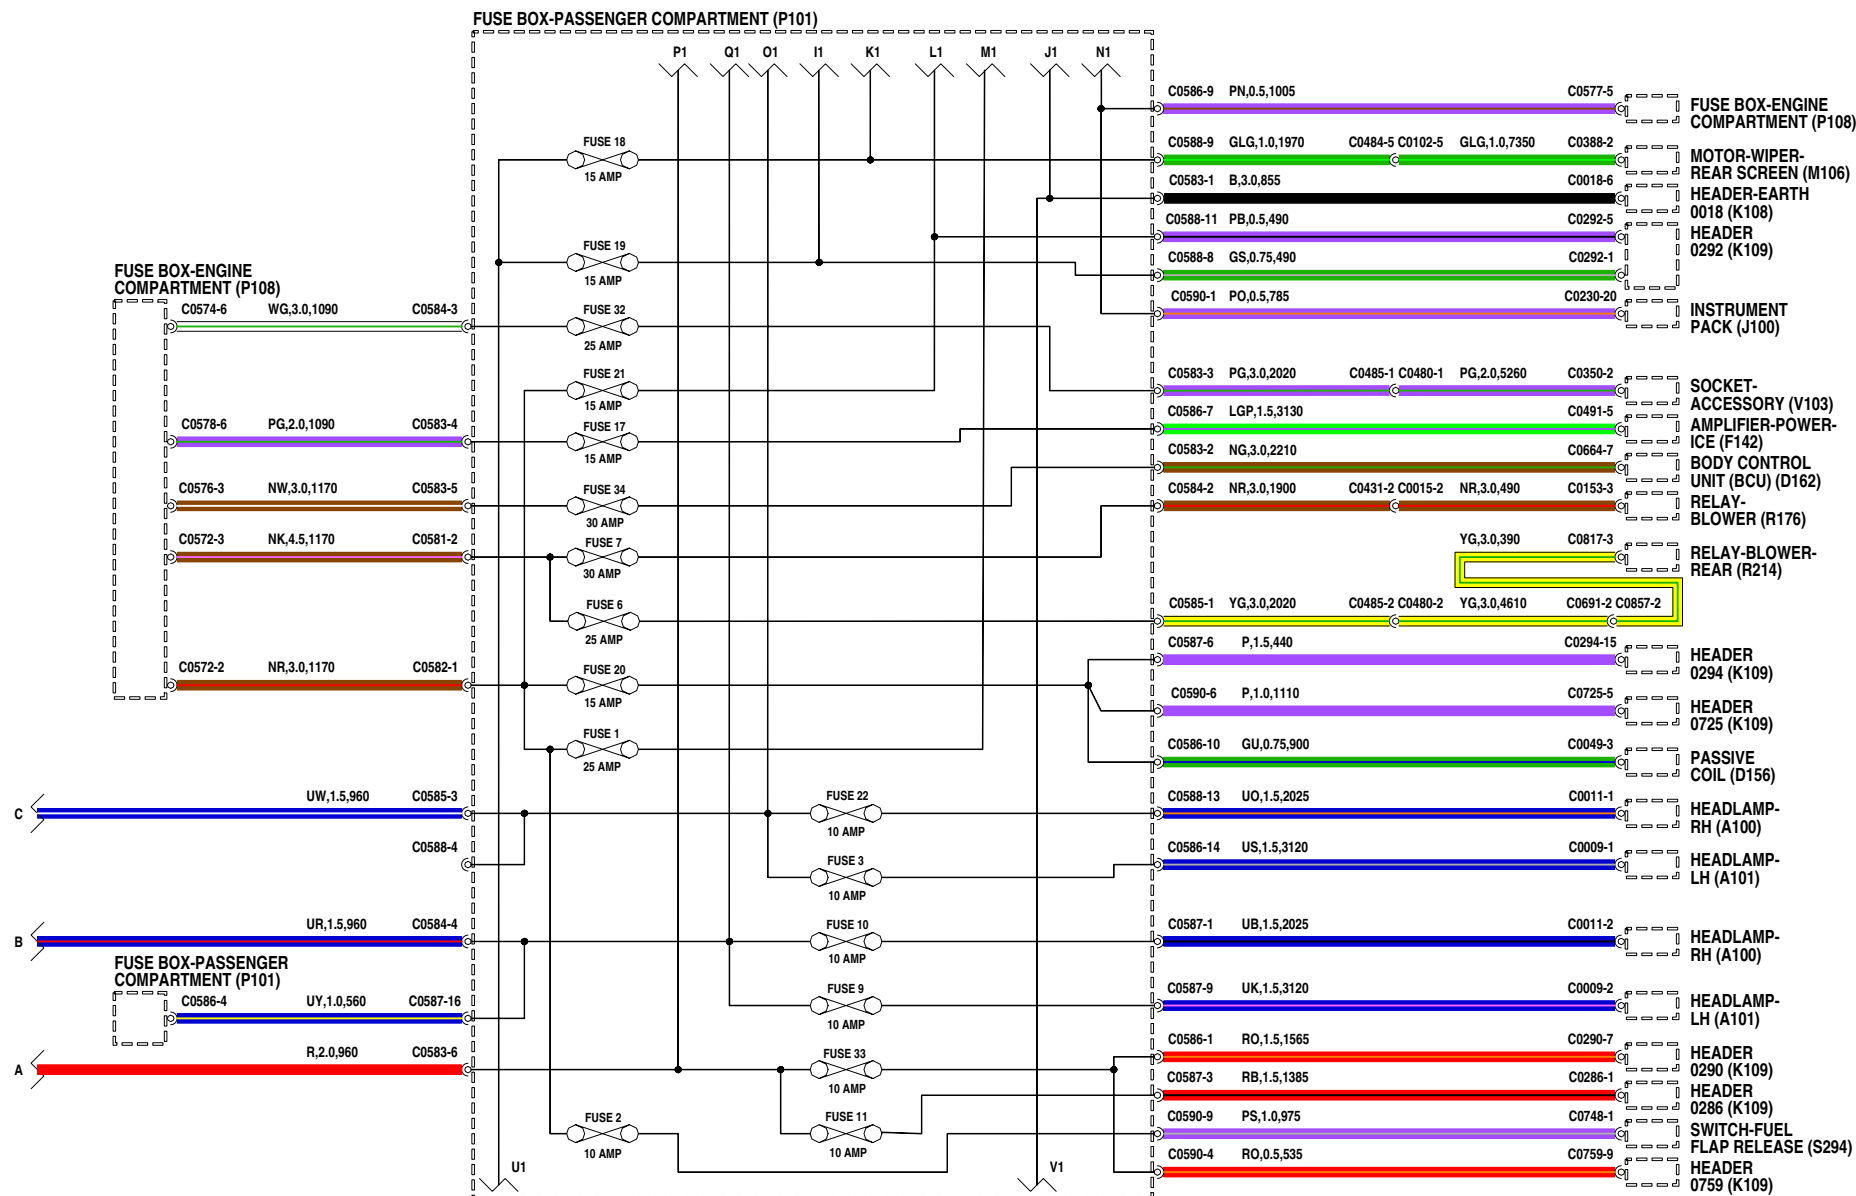 FUSE BOX-PASSENGER COMPARTMENT (P101)
P1 Q1 O1 I1 K1 L1 M1 J1 N1
C0586-9 PN,0.5,1005 C0577-5
FUSE BOX-ENGINE
COMPARTMENT (P108)
FUSE 18
15 AMP
C0588-9 GLG,1.0,1970 C0484-5 C0102-5 GLG,1.0,7350 C0388-2
MOTOR-WIPER-
REAR SCREEN (M106)
C0583-1 B,3.0,855 C0018-6
HEADER-EARTH
0018 (K108)
C0588-11 PB,0.5,490 C0292-5
HEADER
0292 (K109)
FUSE 19
15 AMP
C0588-8 GS,0.75,490 C0292-1
C0590-1 PO,0.5,785 C0230-20
INSTRUMENT
PACK (J100)
FUSE BOX-ENGINE
COMPARTMENT (P108)
C0574-6 WG,3.0,1090 C0584-3
FUSE 32
25 AMP
FUSE 21
15 AMP
C0583-3 PG,3.0,2020 C0485-1 C0480-1 PG,2.0,5260 C0350-2
SOCKET-
ACCESSORY (V103)
C0578-6 PG,2.0,1090 C0583-4
FUSE 17
15 AMP
C0586-7 LGP,1.5,3130 C0491-5
AMPLIFIER-POWER-
ICE (F142)
C0583-2 NG,3.0,2210 C0664-7
BODY CONTROL
UNIT (BCU) (D162)
C0576-3 NW,3.0,1170 C0583-5
FUSE 34
30 AMP
C0584-2 NR,3.0,1900 C0431-2 C0015-2 NR,3.0,490 C0153-3
RELAY-
BLOWER (R176)
C0572-3 NK,4.5,1170 C0581-2
FUSE 7
30 AMP
YG,3.0,390 C0817-3
RELAY-BLOWER-
REAR (R214)
FUSE 6
25 AMP
C0585-1 YG,3.0,2020 C0485-2 C0480-2 YG,3.0,4610 C0691-2 C0857-2
C0587-6 P,1.5,440 C0294-15
HEADER
0294 (K109)
C0572-2 NR,3.0,1170 C0582-1
FUSE 20
15 AMP
C0590-6 P,1.0,1110 C0725-5
HEADER
0725 (K109)
FUSE 1
25 AMP
C0586-10 GU,0.75,900 C0049-3
PASSIVE
COIL (D156)
C
UW,1.5,960 C0585-3
FUSE 22
10 AMP
C0588-13 UO,1.5,2025 C0011-1
HEADLAMP-
RH (A100)
C0588-4
FUSE 3
10 AMP
C0586-14 US,1.5,3120 C0009-1
HEADLAMP-
LH (A101)
B
UR,1.5,960 C0584-4
FUSE 10
10 AMP
C0587-1 UB,1.5,2025 C0011-2
HEADLAMP-
RH (A100)
FUSE BOX-PASSENGER
COMPARTMENT (P101)
C0586-4 UY,1.0,560 C0587-16
FUSE 9
10 AMP
C0587-9 UK,1.5,3120 C0009-2
HEADLAMP-
LH (A101)
A
R,2.0,960 C0583-6
FUSE 33
10 AMP
C0586-1 RO,1.5,1565 C0290-7
HEADER
0290 (K109)
C0587-3 RB,1.5,1385 C0286-1
HEADER
0286 (K109)
FUSE 2
10 AMP
FUSE 11
10 AMP
C0590-9 PS,1.0,975 C0748-1
SWITCH-FUEL
FLAP RELEASE (S294)
C0590-4 RO,0.5,535 C0759-9
HEADER
0759 (K109)
U1 V1